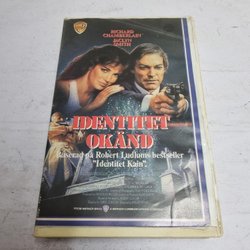 RICHARD
CHAMBERLAIN
JACLYN
SMITH
IDENTITET
OKÄND
Baserad på Robert Ludlums bestseller
"Identitet Kain".